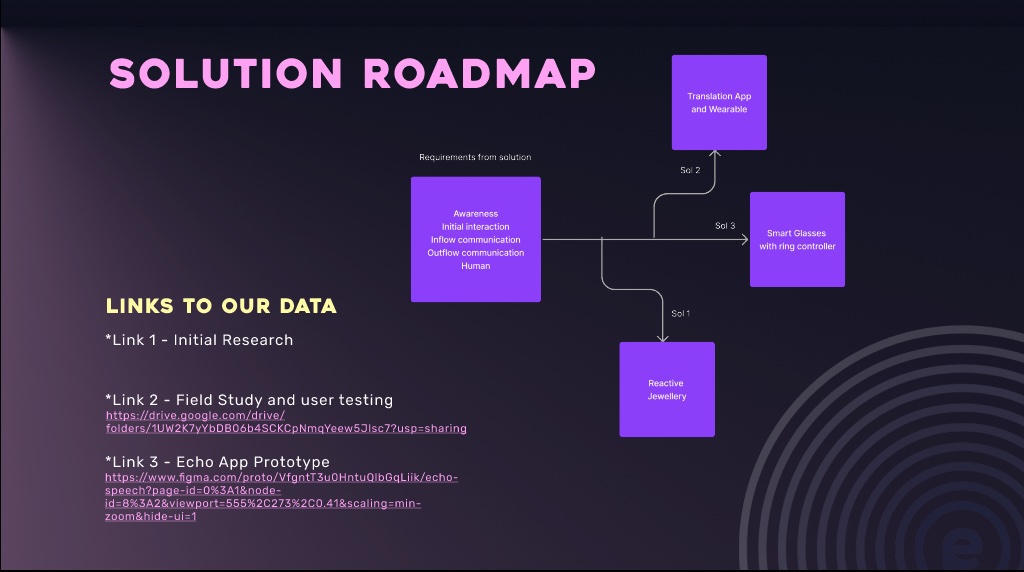 SOLUTION ROADMAP
Translation App
and Wearable
Requirements from solution
Sol 2
Awareness
Initial interaction
Inflow communication
Outflow communication
Human
Sol 3
Smart Glasses
with ring controller
LINKS TO OUR DATA
Sol 1
*Link 1 - Initial Research
Reactive
Jewellery
*Link 2 - Field Study and user testing
https://drive.google.com/drive/
folders/1UW2K7yYbDB06b4SCKCpNmqYeew5Jlsc7?usp=sharing
*Link 3 - Echo App Prototype
https://www.figma.com/proto/VfgntT3u0HntuQlbGqLiik/echo-
speech?page-id=0%3A1&node-
id=8%3A2&viewport=555%2C273%2C0.41&scaling=min-
zoom&hide-ui=1
e